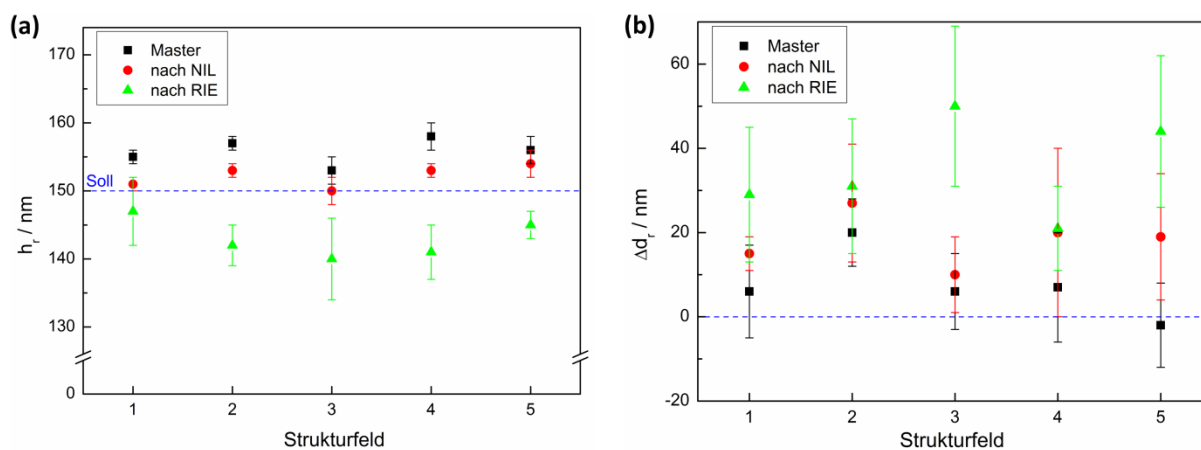 (a)
Master
nach NIL
nach RIE
170
160
150
140
130
0
Soll
h_r / nm
1 2 3 4 5
Strukturfeld
(b)
Master
nach NIL
nach RIE
60
40
20
0
-20
Δd_r / nm
1 2 3 4 5
Strukturfeld